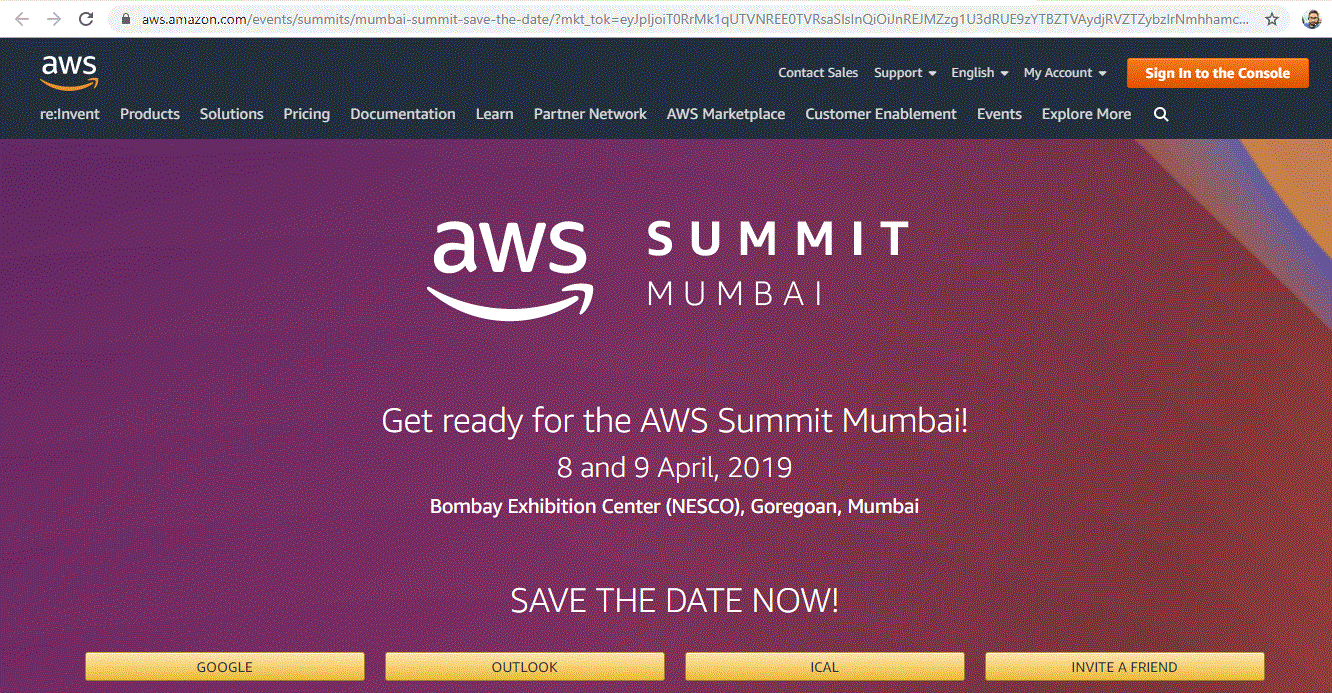 aws.amazon.com/events/summits/mumbai-summit-save-the-date/?mkt_tok=
aws
Contact Sales Support English My Account Sign In to the Console
re:Invent Products Solutions Pricing Documentation Learn Partner Network AWS Marketplace Customer Enablement Events Explore More
aws SUMMIT
MUMBAI
Get ready for the AWS Summit Mumbai!
8 and 9 April, 2019
Bombay Exhibition Center (NESCO), Goregoan, Mumbai
SAVE THE DATE NOW!
GOOGLE OUTLOOK ICAL INVITE A FRIEND